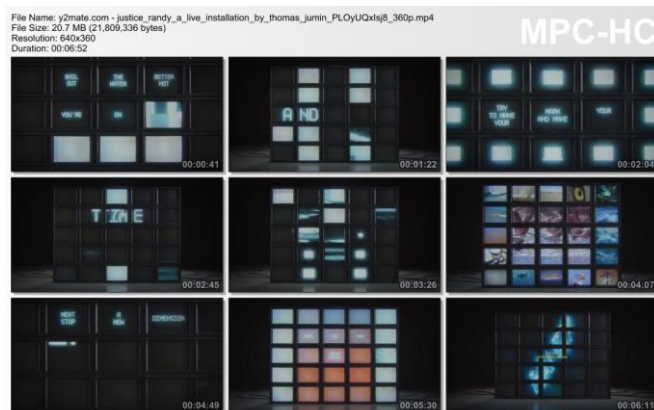 File Name: y2mate.com - justice_randy_a_live_installation_by_thomas_jumin_PLOyUQxIsj8_360p.mp4
MPC-HC
File Size: 20.7 MB (21,809,336 bytes)
Resolution: 640x360
Duration: 00:06:52
BAIL OUT THE WATER BETTER NOT
YOU'RE ON
00:00:41
AND
00:01:22
TRY TO MAKE YOUR WORK AND MAKE YOUR
00:02:04
TIME
00:02:45
00:03:26
00:04:07
NEXT STOP A NEW DIMENSION
00:04:49
00:05:30
00:06:11